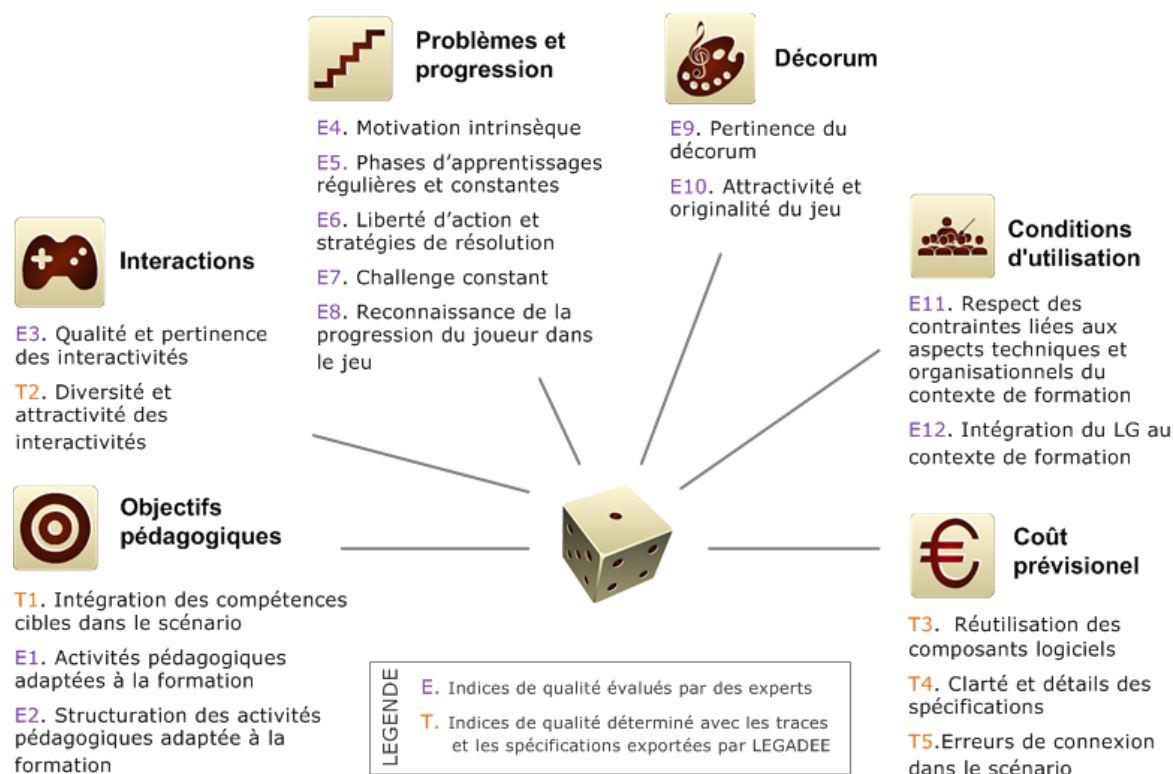 Problèmes et
progression
E4. Motivation intrinsèque
E5. Phases d'apprentissages
régulières et constantes
E6. Liberté d'action et
stratégies de résolution
E7. Challenge constant
E8. Reconnaissance de la
progression du joueur dans
le jeu
Décorum
E9. Pertinence du
décorum
E10. Attractivité et
originalité du jeu
Interactions
E3. Qualité et pertinence
des interactivités
T2. Diversité et
attractivité des
interactivités
Conditions
d'utilisation
E11. Respect des
contraintes liées aux
aspects techniques et
organisationnels du
contexte de formation
E12. Intégration du LG au
contexte de formation
Objectifs
pédagogiques
T1. Intégration des compétences
cibles dans le scénario
E1. Activités pédagogiques
adaptées à la formation
E2. Structuration des activités
pédagogiques adaptée à la
formation
LEGENDE
E. Indices de qualité évalués par des experts
T. Indices de qualité déterminé avec les traces
et les spécifications exportées par LEGADEE
€
Coût
prévisionel
T3. Réutilisation des
composants logiciels
T4. Clarté et détails des
spécifications
T5.Erreurs de connexion
dans le scénario